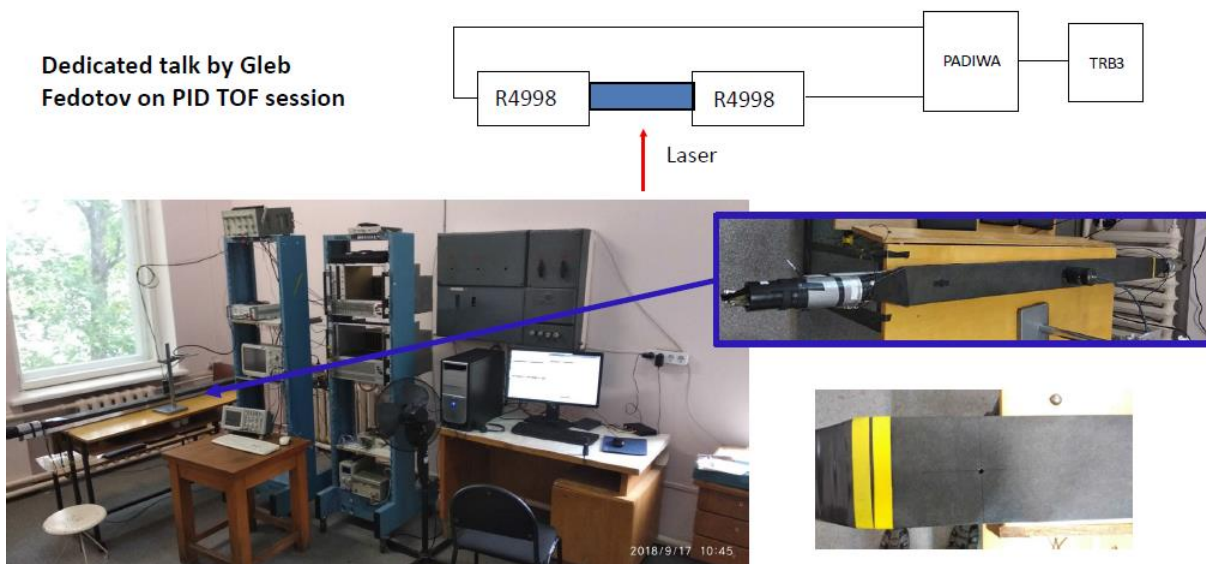 Dedicated talk by Gleb
Fedotov on PID TOF session
R4998
R4998
PADIWA
TRB3
Laser
2018/9/17 10:45